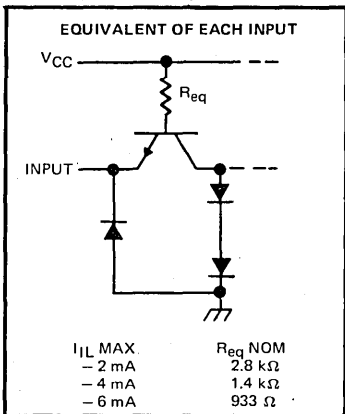 EQUIVALENT OF EACH INPUT
VCC
Req
INPUT
IIL MAX Req NOM
– 2 mA 2.8 kΩ
– 4 mA 1.4 kΩ
– 6 mA 933 Ω